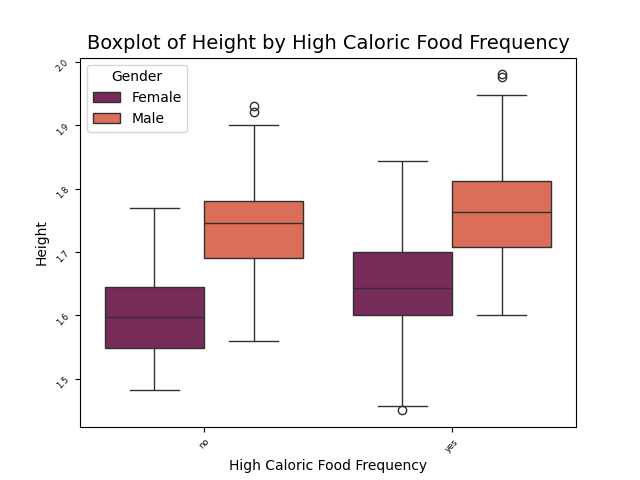 Boxplot of Height by High Caloric Food Frequency
Gender
Female
Male
Height
2.0
1.9
1.8
1.7
1.6
1.5
no
yes
High Caloric Food Frequency